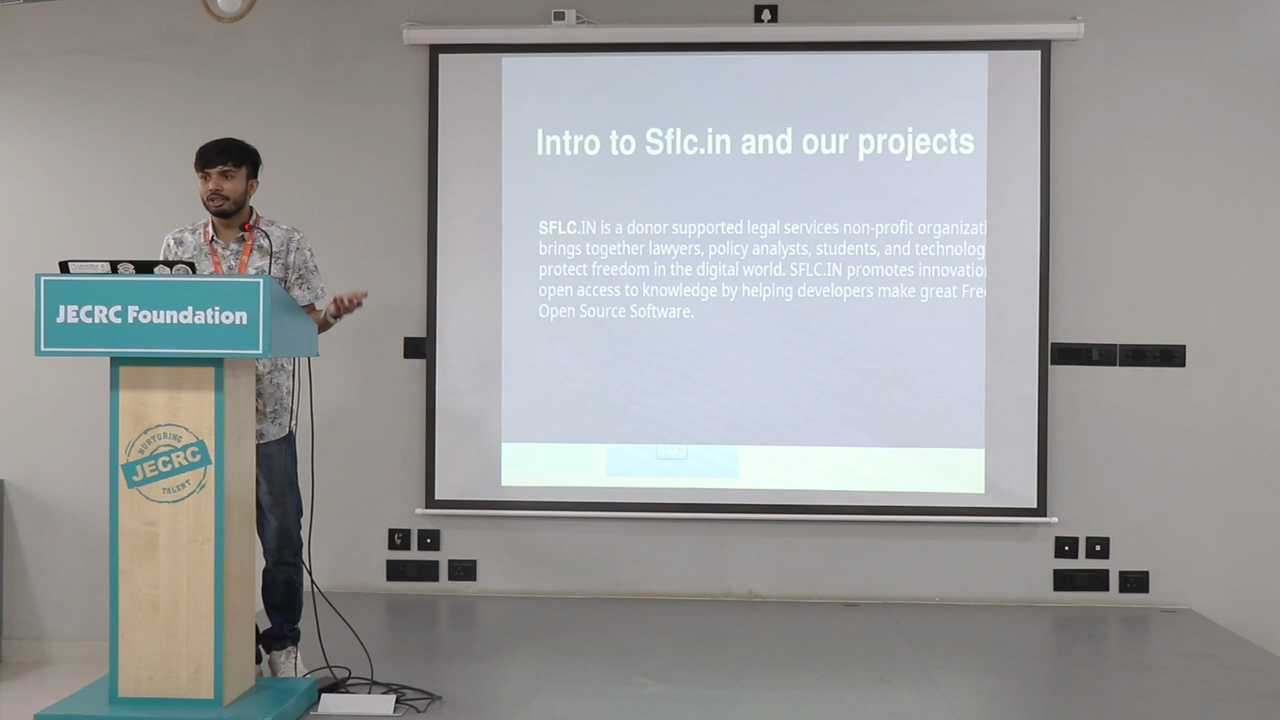 Intro to Sflc.in and our projects
SFLC.IN is a donor supported legal services non-profit organizati
brings together lawyers, policy analysts, students, and technolog
protect freedom in the digital world. SFLC.IN promotes innovatio
open access to knowledge by helping developers make great Fre
Open Source Software.
JECRC Foundation
NURTURING
JECRC
TALENT